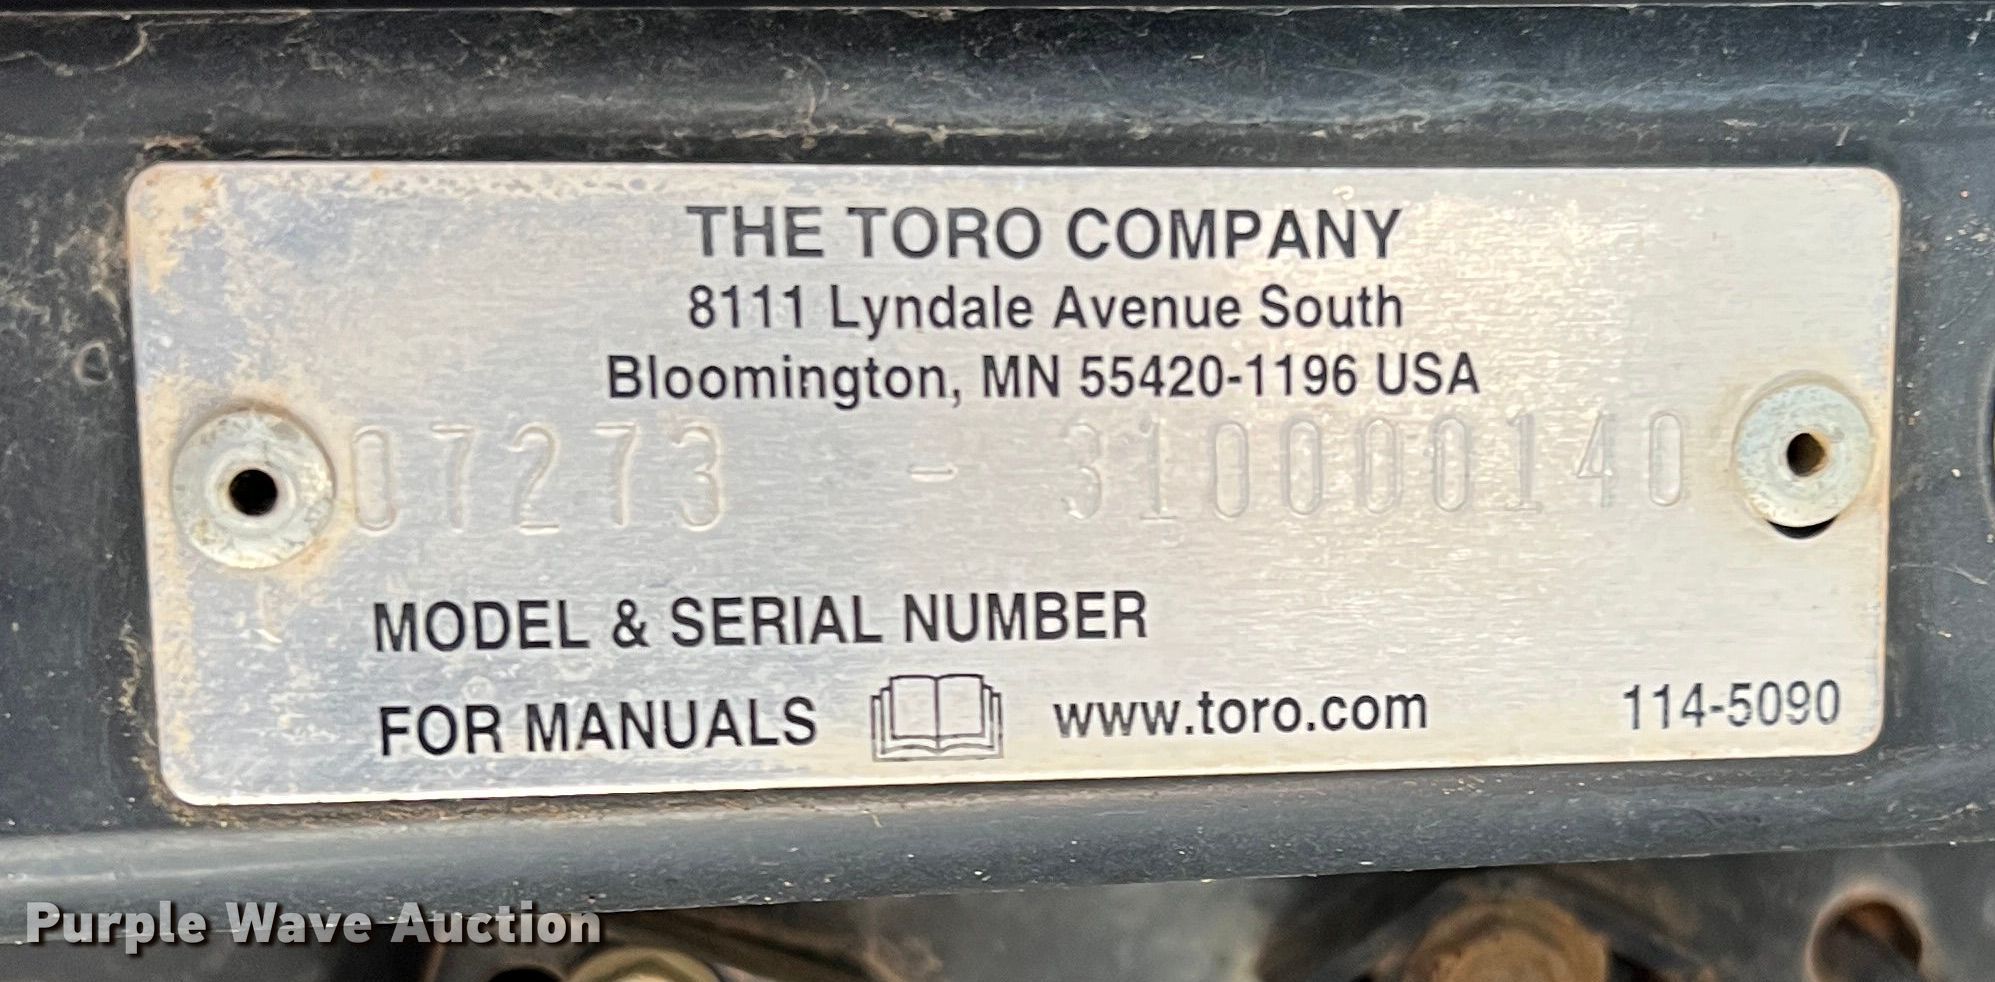 THE TORO COMPANY
8111 Lyndale Avenue South
Bloomington, MN 55420-1196 USA
07273 - 310000140
MODEL & SERIAL NUMBER
FOR MANUALS www.toro.com 114-5090
Purple Wave Auction